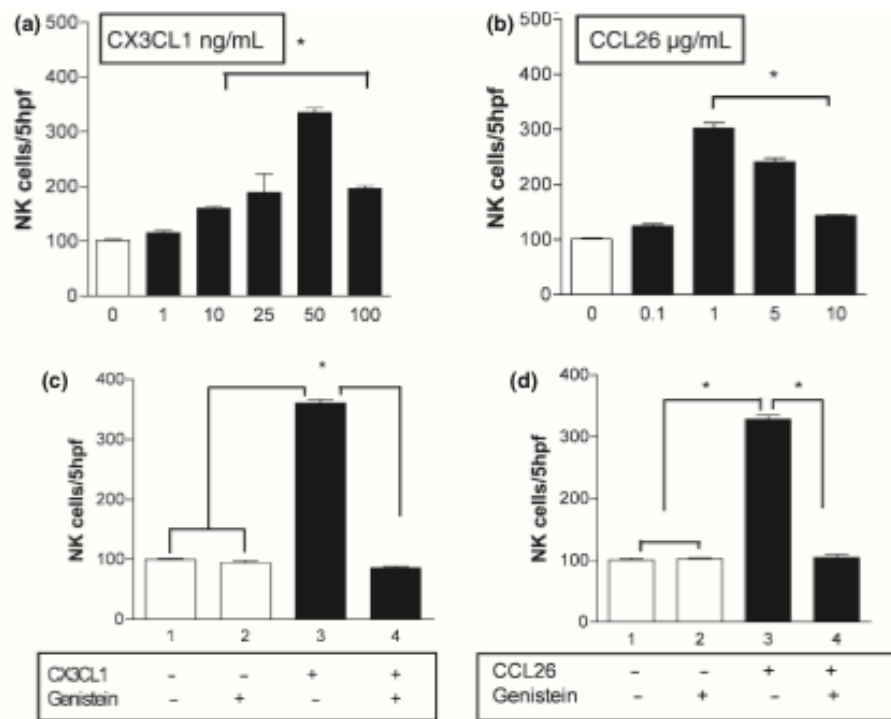 (a)
CX3CL1 ng/mL
*
NK cells/5hpf
500
400
300
200
100
0
0 1 10 25 50 100
(b)
CCL26 µg/mL
*
NK cells/5hpf
500
400
300
200
100
0
0 0.1 1 5 10
(c)
*
NK cells/5hpf
400
300
200
100
0
1 2 3 4
CX3CL1 - - + +
Genistein - + - +
(d)
* *
NK cells/5hpf
400
300
200
100
0
1 2 3 4
CCL26 - - + +
Genistein - + - +